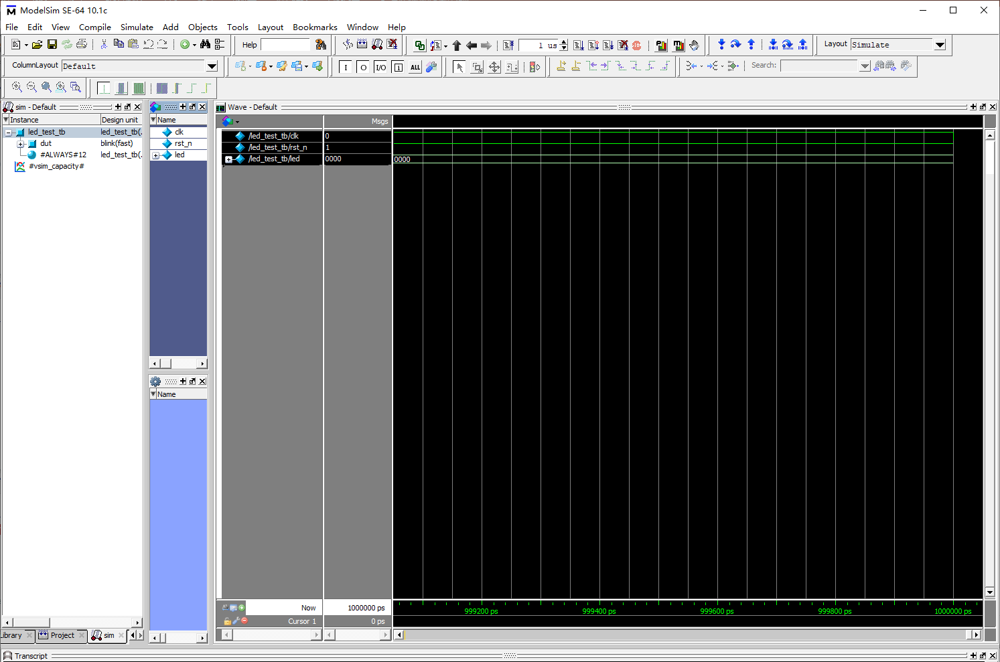 ModelSim SE-64 10.1c
File Edit View Compile Simulate Add Objects Tools Layout Bookmarks Window Help
Help 1 us Layout Simulate
ColumnLayout Default I O I/O i ALL Search:
sim - Default
Instance Design unit
led_test_tb led_test_tb(.
dut blink(fast)
#ALWAYS#12 led_test_tb(.
#vsim_capacity#
Library Project sim
Name
clk
rst_n
led
Name
Wave - Default
Msgs
/led_test_tb/clk 0
/led_test_tb/rst_n 1
/led_test_tb/led 0000 0000
Now 1000000 ps 999200 ps 999400 ps 999600 ps 999800 ps 1000000 ps
Cursor 1 0 ps
Transcript